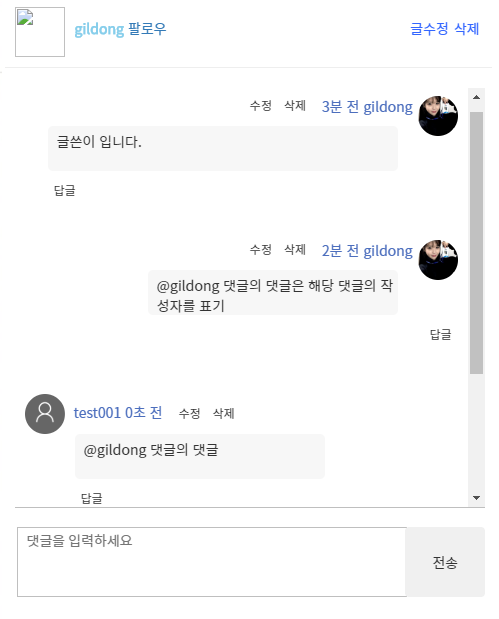 gildong 팔로우 글수정 삭제
수정 삭제 3분 전 gildong
글쓴이 입니다.
답글
수정 삭제 2분 전 gildong
@gildong 댓글의 댓글은 해당 댓글의 작
성자를 표기
답글
test001 0초 전 수정 삭제
@gildong 댓글의 댓글
답글
댓글을 입력하세요
전송